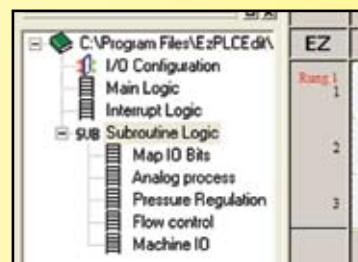 C:\Program Files\EzPLCEdit\
I/O Configuration
Main Logic
Interrupt Logic
SUB Subroutine Logic
Map IO Bits
Analog process
Pressure Regulation
Flow control
Machine IO
EZ
Rung 1
1
2
3